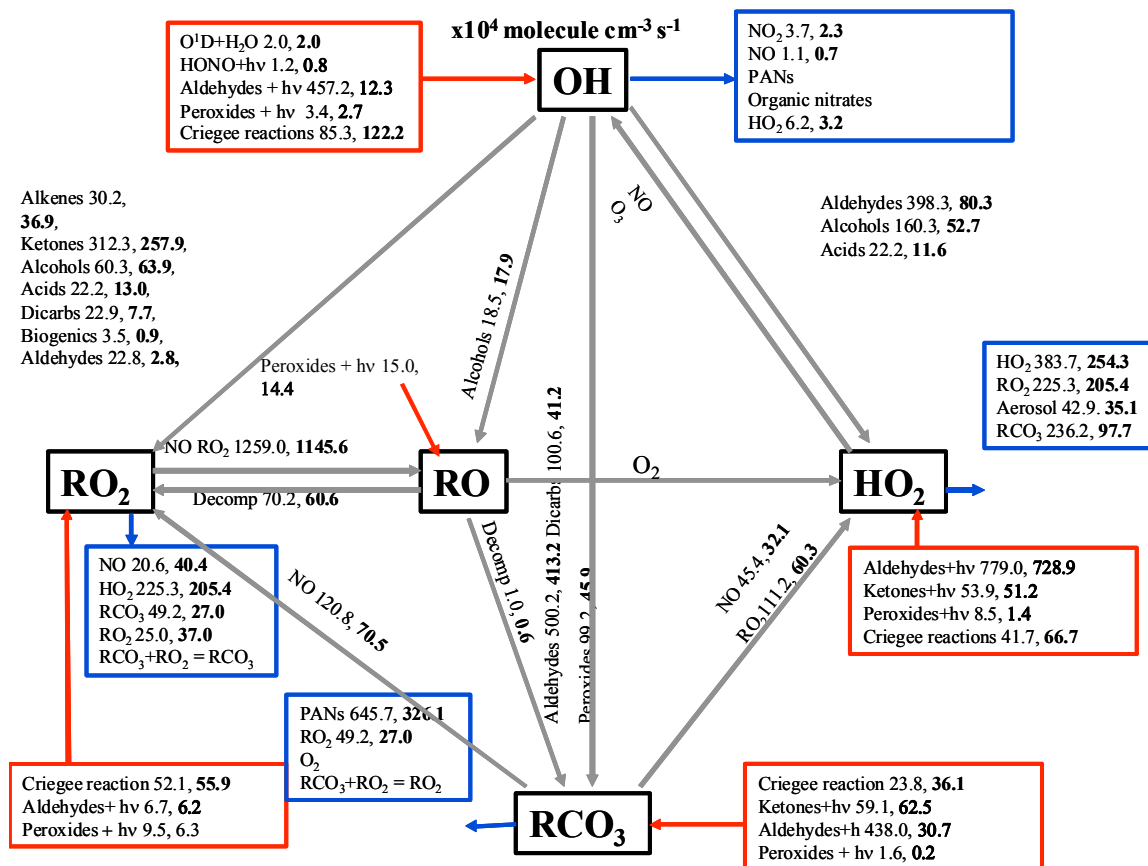 x10⁴ molecule cm⁻³ s⁻¹
O¹D+H₂O 2.0, 2.0
HONO+hν 1.2, 0.8
Aldehydes + hν 457.2, 12.3
Peroxides + hν 3.4, 2.7
Criegee reactions 85.3, 122.2
OH
NO₂ 3.7, 2.3
NO 1.1, 0.7
PANs
Organic nitrates
HO₂ 6.2, 3.2
Alkenes 30.2,
36.9,
Ketones 312.3, 257.9,
Alcohols 60.3, 63.9,
Acids 22.2, 13.0,
Dicarbs 22.9, 7.7,
Biogenics 3.5, 0.9,
Aldehydes 22.8, 2.8,
NO
O₃
Aldehydes 398.3, 80.3
Alcohols 160.3, 52.7
Acids 22.2, 11.6
Peroxides + hν 15.0,
14.4
Alcohols 18.5, 17.9
HO₂ 383.7, 254.3
RO₂ 225.3, 205.4
Aerosol 42.9. 35.1
RCO₃ 236.2, 97.7
RO₂
NO RO₂ 1259.0, 1145.6
Decomp 70.2, 60.6
RO
O₂
HO₂
Aldehydes 500.2, 413.2 Dicarbs 100.6, 41.2
Peroxides 99.2, 45.9
Decomp 1.0, 0.6
NO 120.8, 70.5
NO 45.4, 32.1
RO₂ 111.2, 60.3
NO 20.6, 40.4
HO₂ 225.3, 205.4
RCO₃ 49.2, 27.0
RO₂ 25.0, 37.0
RCO₃+RO₂ = RCO₃
Aldehydes+hν 779.0, 728.9
Ketones+hν 53.9, 51.2
Peroxides+hν 8.5, 1.4
Criegee reactions 41.7, 66.7
PANs 645.7, 326.1
RO₂ 49.2, 27.0
O₂
RCO₃+RO₂ = RO₂
Criegee reaction 52.1, 55.9
Aldehydes+ hν 6.7, 6.2
Peroxides + hν 9.5, 6.3
RCO₃
Criegee reaction 23.8, 36.1
Ketones+hν 59.1, 62.5
Aldehydes+h 438.0, 30.7
Peroxides + hν 1.6, 0.2